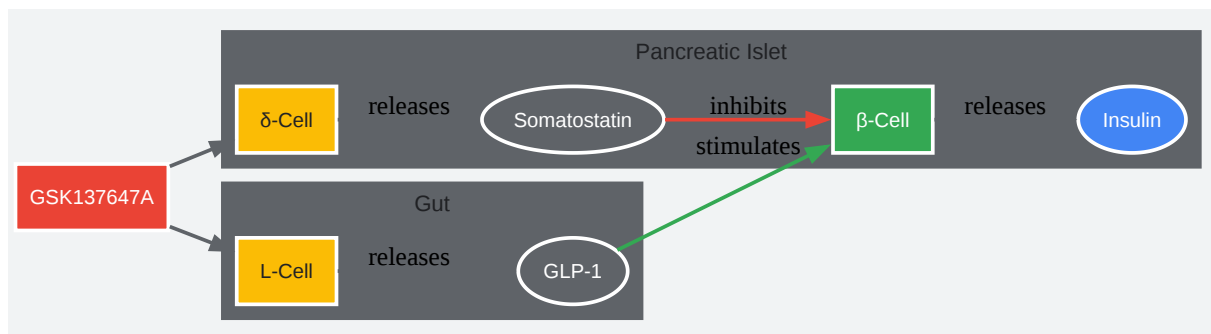 Pancreatic Islet
δ-Cell releases Somatostatin inhibits β-Cell releases Insulin
stimulates
GSK137647A
Gut
L-Cell releases GLP-1